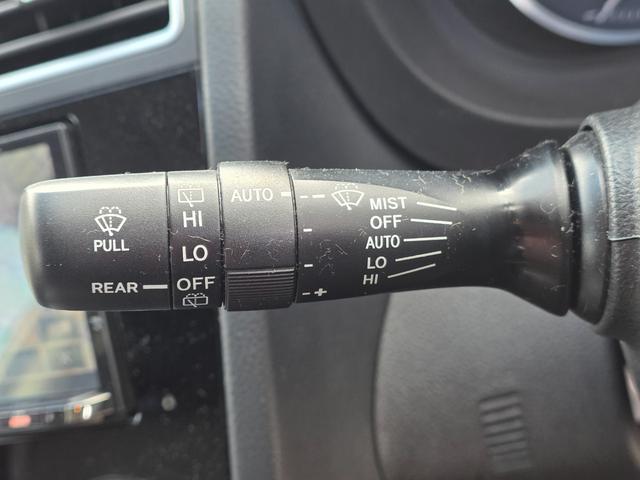 PULL
REAR
HI
LO
OFF
AUTO
- +
MIST
OFF
AUTO
LO
HI